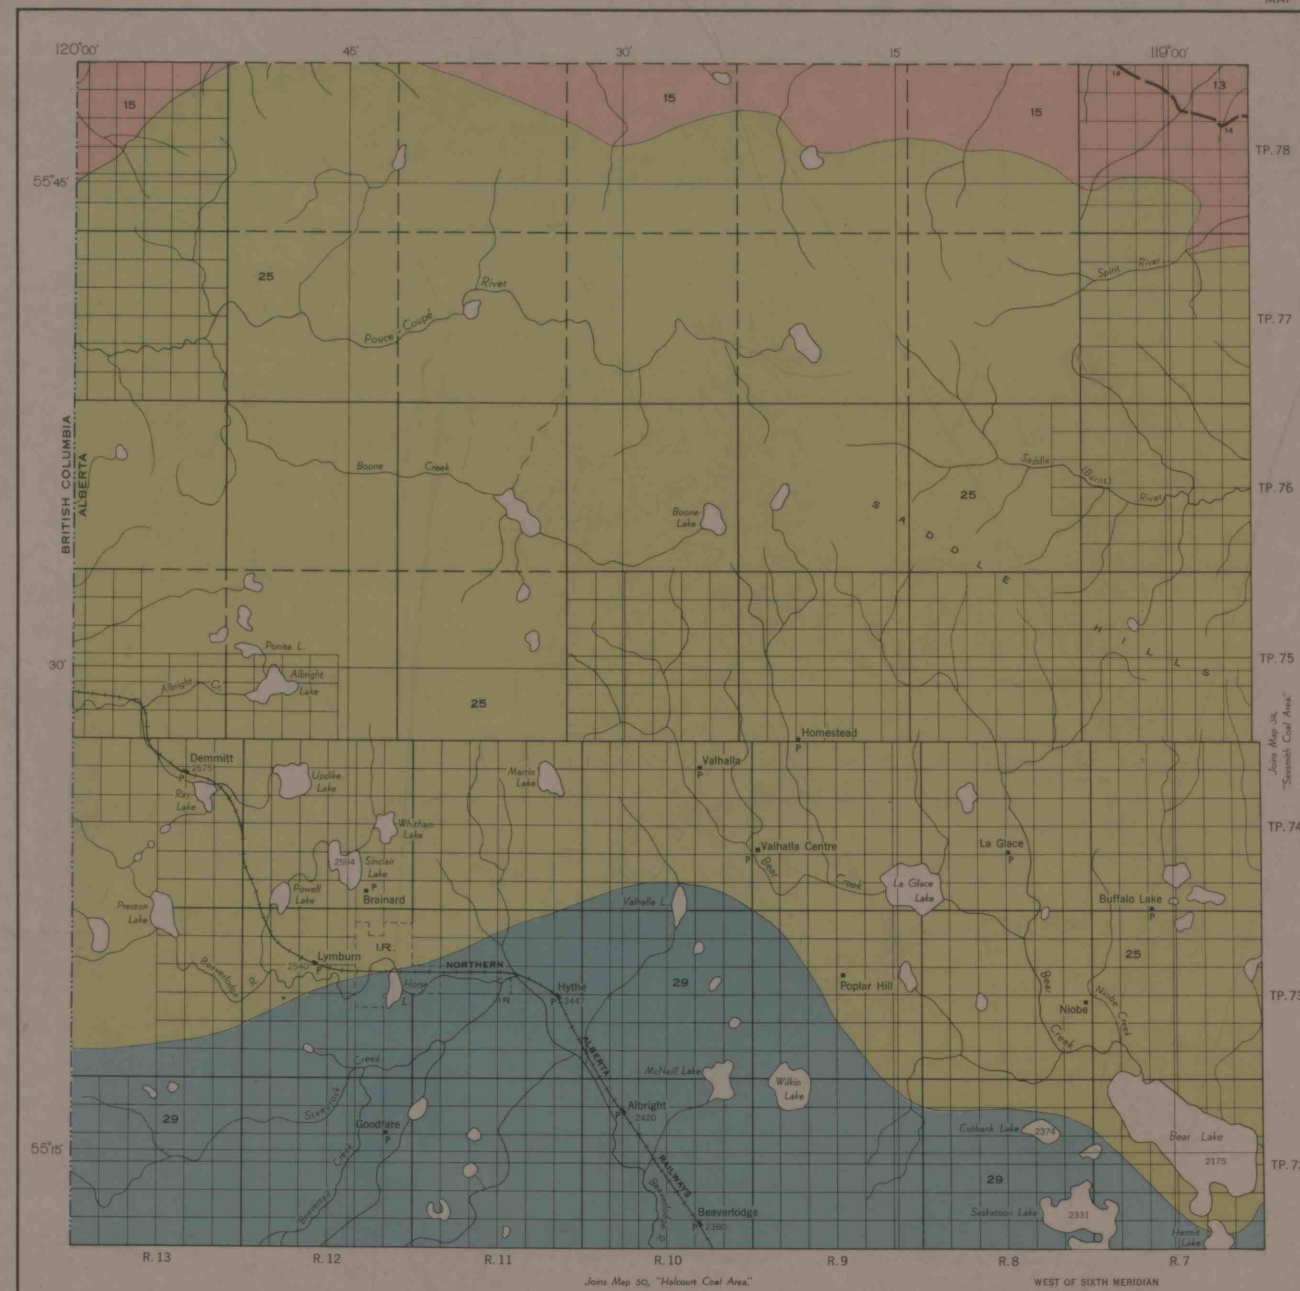 MAP
120°00'
45'
30'
15'
119°00'
15
15
15
13
14
14
TP. 78
55°45'
25
Pouce-Coupé River
Spirit River
TP. 77
BRITISH COLUMBIA
ALBERTA
Boone Creek
Saddle (Burnt) River
25
TP. 76
Boone Lake
SADDLE HILLS
30'
Ponita L.
Albright Lake
Albright Cr.
25
TP. 75
Joins Map 34, "Sexsmith Coal Area."
Homestead
P
Demmitt
2575
P
Ray Lake
Updike Lake
Martin Lake
Valhalla
P
Whitham Lake
TP. 74
Valhalla Centre
P
La Glace
P
2594
Sinclair Lake
P
Brainard
Powell Lake
Preston Lake
Bear Creek
La Glace Lake
Valhalla L.
Buffalo Lake
P
I.R.
Lymburn
2540
P
NORTHERN
Beaverlodge R.
Horse L.
I.R.
Hythe
P 2447
29
Poplar Hill
P
25
TP. 73
Niobe
Niobe Creek
Bear Creek
ALBERTA
Creek
Steeprock
McNeill Lake
Wilkin Lake
29
Goodfare
P
Albright
P
2420
Cutbank Lake
2374
Bear Lake
2175
55°15'
TP. 72
RAILWAYS
Beavertail Creek
Beaverlodge R.
29
Beaverlodge
P 2360
Saskatoon Lake
2331
Hermit Lake
R. 13
R. 12
R. 11
R. 10
R. 9
R. 8
R. 7
Joins Map 30, "Halcourt Coal Area."
WEST OF SIXTH MERIDIAN